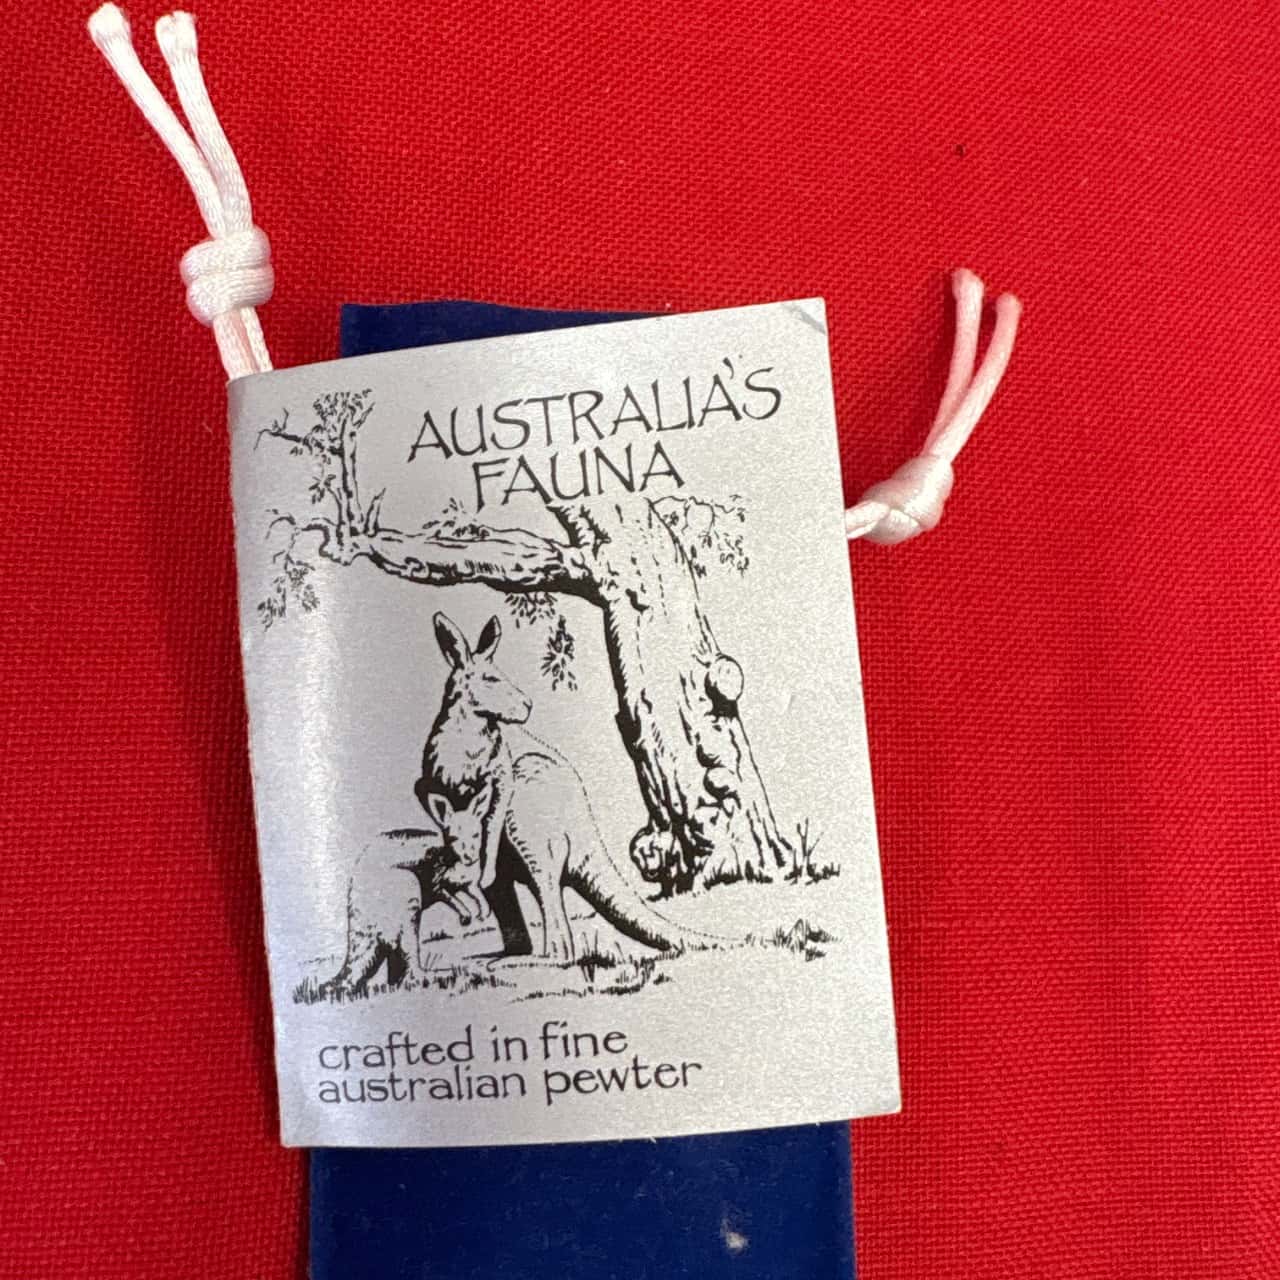 AUSTRALIA'S
FAUNA
crafted in fine
australian pewter